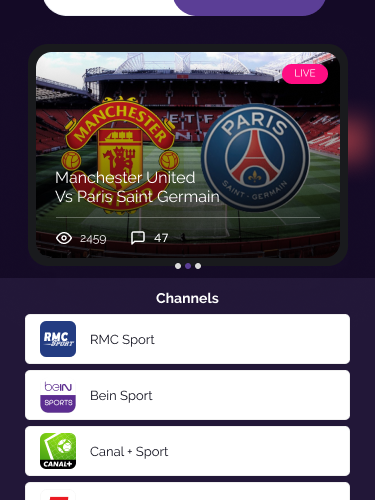 LIVE
MANCHESTER
UNITED
PARIS
SAINT-GERMAIN
Manchester United
Vs Paris Saint Germain
2459
47
Channels
RMC
SPORT
RMC Sport
beIN
SPORTS
Bein Sport
CANAL+
Canal + Sport